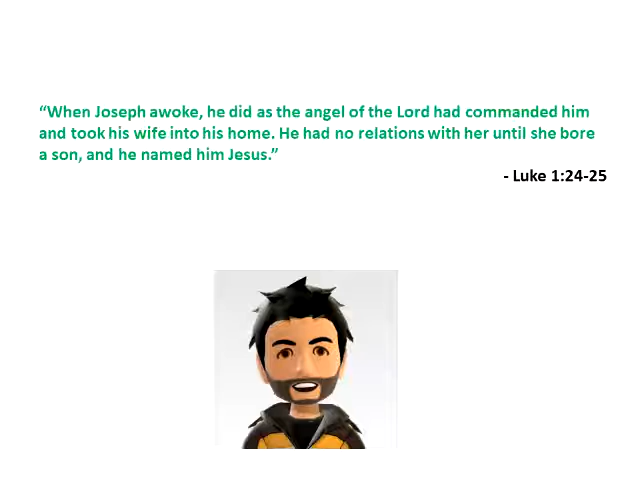 “When Joseph awoke, he did as the angel of the Lord had commanded him
and took his wife into his home. He had no relations with her until she bore
a son, and he named him Jesus.”
- Luke 1:24-25